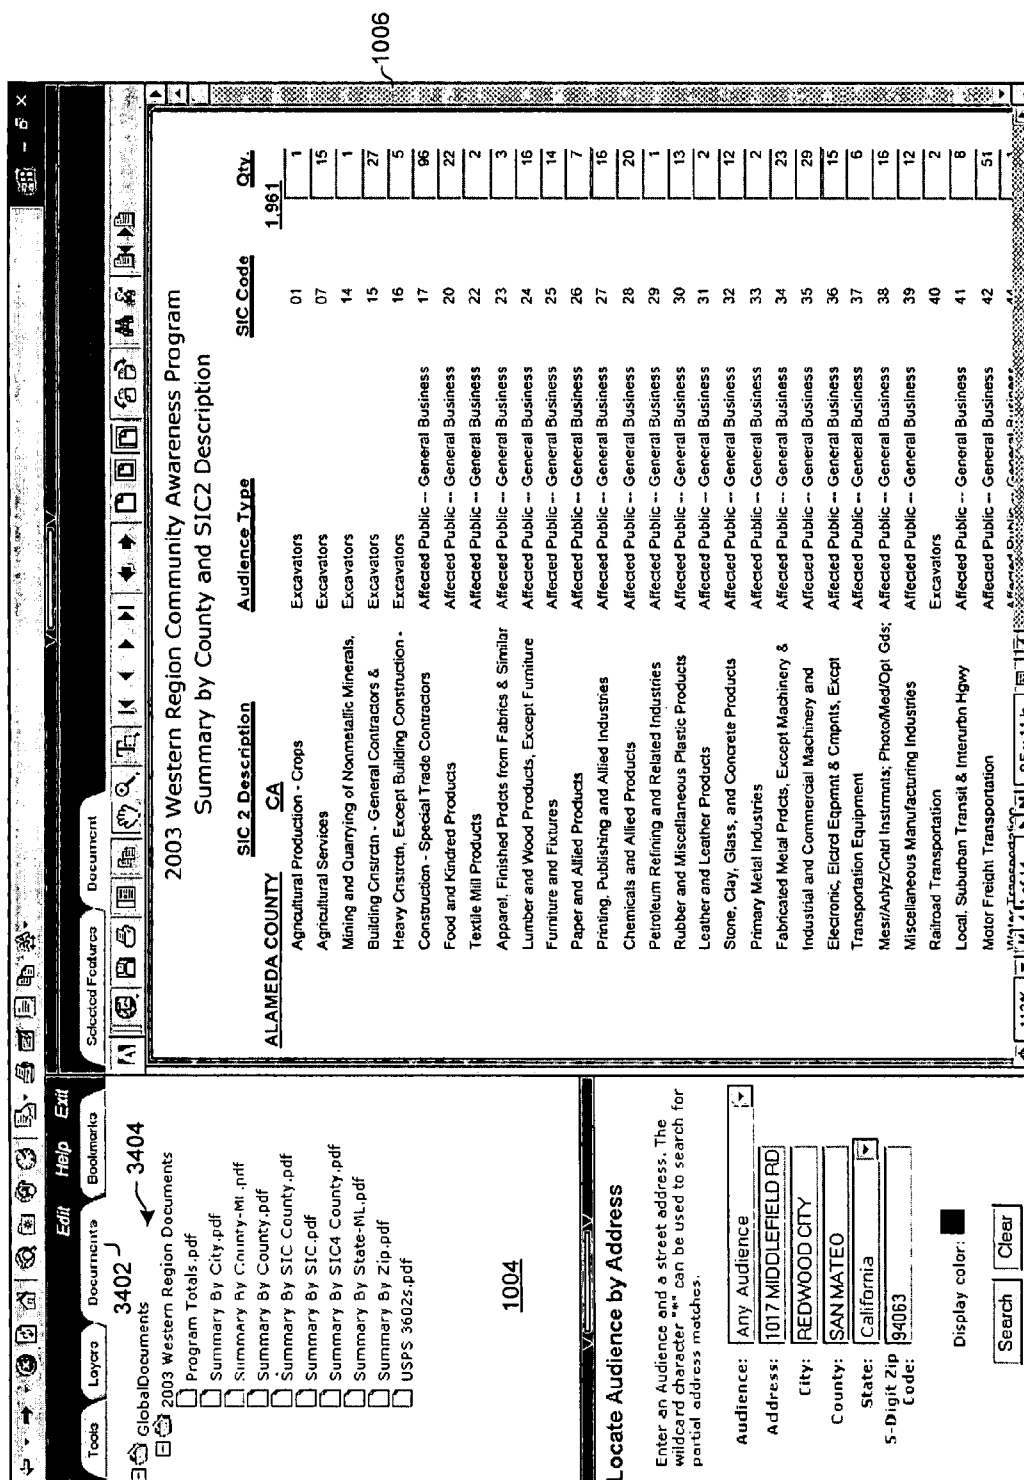 Edit Help Exit
Tools Layers Documents Bookmarks
3402
3404
GlobalDocuments
2003 Western Region Documents
Program Totals.pdf
Summary By City.pdf
Summary By County-ML.pdf
Summary By County.pdf
Summary By SIC County.pdf
Summary By SIC.pdf
Summary By SIC4 County.pdf
Summary By State-ML.pdf
Summary By Zip.pdf
USPS 3602s.pdf
1004
Locate Audience by Address
Enter an Audience and a street address. The
wildcard character "*" can be used to search for
partial address matches.
Audience: Any Audience
Address: 1017 MIDDLEFIELD RD
City: REDWOOD CITY
County: SAN MATEO
State: California
5-Digit Zip Code: 94063
Display color:
Search Clear
Selected Features Document
1006
2003 Western Region Community Awareness Program
Summary by County and SIC2 Description
SIC 2 Description Audience Type SIC Code Qty.
ALAMEDA COUNTY CA 1,961
Agricultural Production - Crops Excavators 01 1
Agricultural Services Excavators 07 15
Mining and Quarrying of Nonmetallic Minerals, Excavators 14 1
Building Cnstrctn - General Contractors & Excavators 15 27
Heavy Cnstrctn, Except Building Construction - Excavators 16 5
Construction - Special Trade Contractors Affected Public -- General Business 17 96
Food and Kindred Products Affected Public -- General Business 20 22
Textile Mill Products Affected Public -- General Business 22 2
Apparel, Finished Prdcts from Fabrics & Similar Affected Public -- General Business 23 3
Lumber and Wood Products, Except Furniture Affected Public -- General Business 24 16
Furniture and Fixtures Affected Public -- General Business 25 14
Paper and Allied Products Affected Public -- General Business 26 7
Printing, Publishing and Allied Industries Affected Public -- General Business 27 16
Chemicals and Allied Products Affected Public -- General Business 28 20
Petroleum Refining and Related Industries Affected Public -- General Business 29 1
Rubber and Miscellaneous Plastic Products Affected Public -- General Business 30 13
Leather and Leather Products Affected Public -- General Business 31 2
Stone, Clay, Glass, and Concrete Products Affected Public -- General Business 32 12
Primary Metal Industries Affected Public -- General Business 33 2
Fabricated Metal Prdcts, Except Machinery & Affected Public -- General Business 34 23
Industrial and Commercial Machinery and Affected Public -- General Business 35 29
Electronic, Elctrcl Eqpmnt & Cmpnts, Excpt Affected Public -- General Business 36 15
Transportation Equipment Affected Public -- General Business 37 6
Mesr/Anlyz/Cntrl Instrmnts; Photo/Med/Opt Gds; Affected Public -- General Business 38 16
Miscellaneous Manufacturing Industries Affected Public -- General Business 39 12
Railroad Transportation Excavators 40 2
Local, Suburban Transit & Interurbn Hgwy Affected Public -- General Business 41 8
Motor Freight Transportation Affected Public -- General Business 42 51
Water Transportation Affected Public -- General Business 44 1